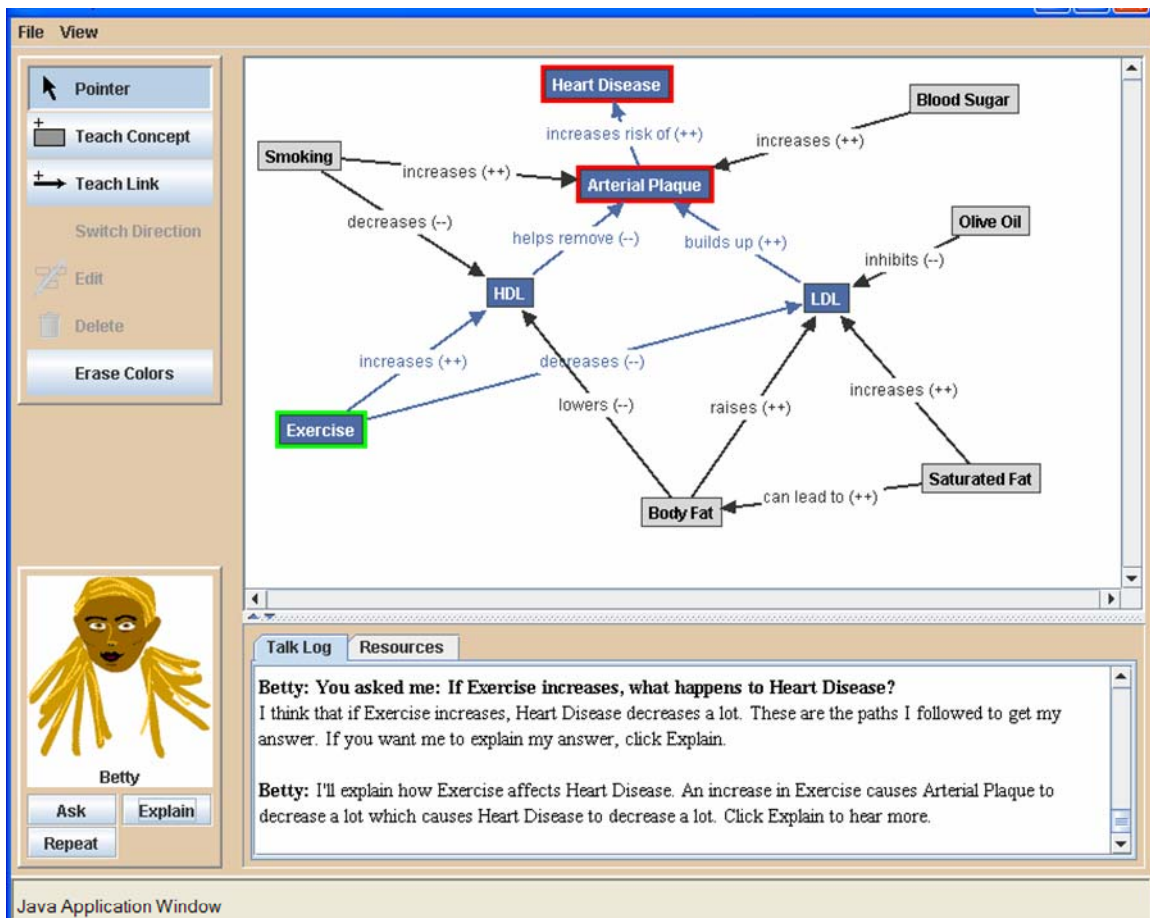 File View
Pointer
Teach Concept
Teach Link
Switch Direction
Edit
Delete
Erase Colors
Heart Disease
Blood Sugar
increases risk of (++)
increases (++)
Smoking
increases (++)
Arterial Plaque
decreases (--)
helps remove (--)
builds up (++)
Olive Oil
inhibits (--)
HDL
LDL
increases (++)
decreases (--)
increases (++)
lowers (--)
raises (++)
Exercise
Saturated Fat
can lead to (++)
Body Fat
Betty
Ask Explain
Repeat
Talk Log Resources
Betty: You asked me: If Exercise increases, what happens to Heart Disease?
I think that if Exercise increases, Heart Disease decreases a lot. These are the paths I followed to get my
answer. If you want me to explain my answer, click Explain.
Betty: I'll explain how Exercise affects Heart Disease. An increase in Exercise causes Arterial Plaque to
decrease a lot which causes Heart Disease to decrease a lot. Click Explain to hear more.
Java Application Window